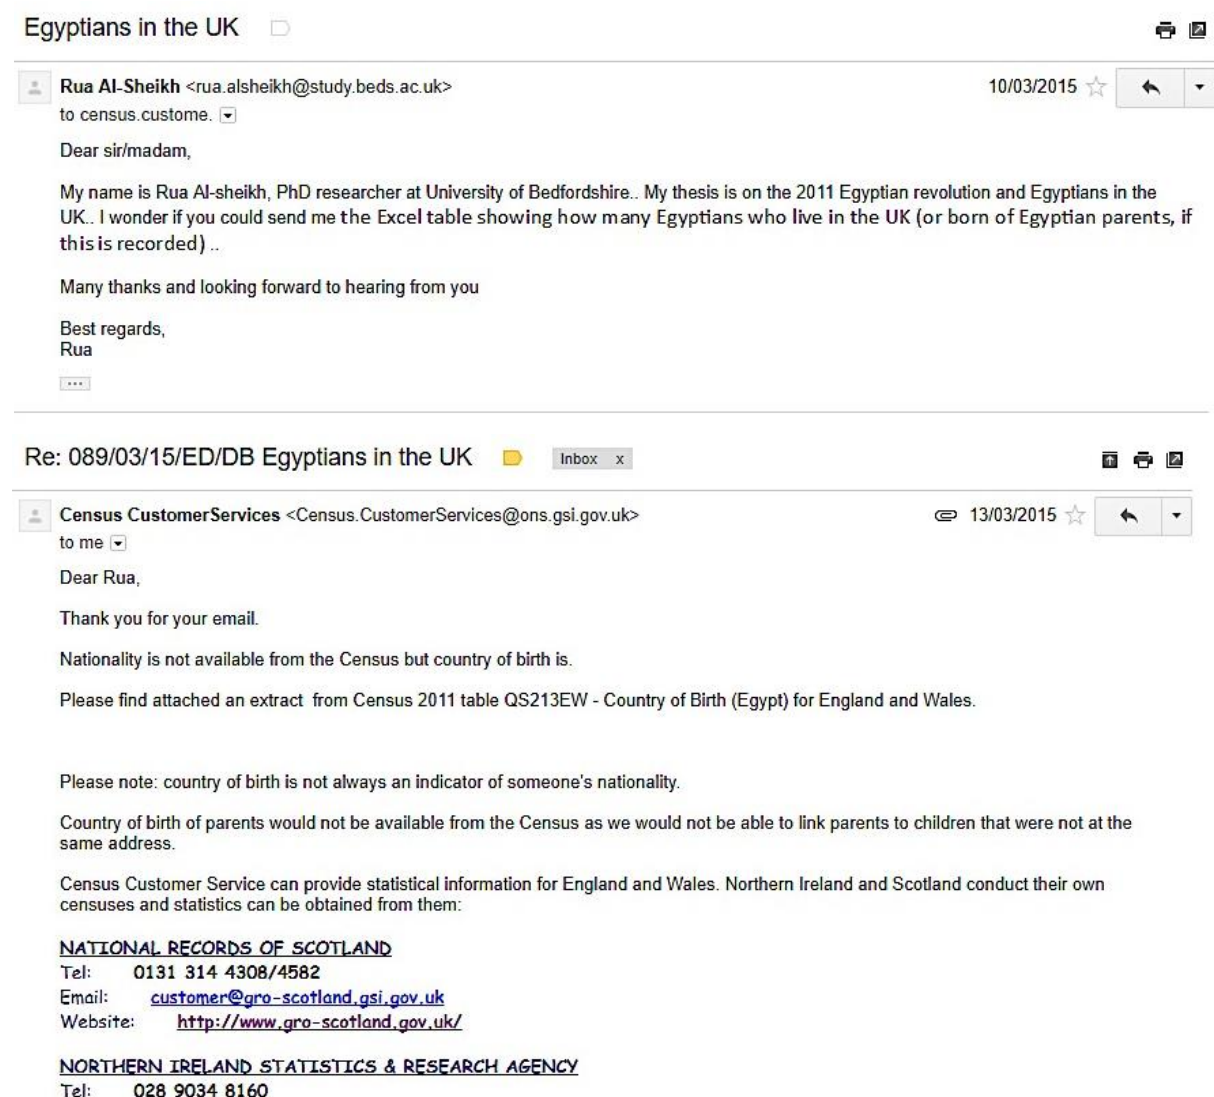 Egyptians in the UK
Rua Al-Sheikh <rua.alsheikh@study.beds.ac.uk>
10/03/2015
to census.custome.
Dear sir/madam,
My name is Rua Al-sheikh, PhD researcher at University of Bedfordshire.. My thesis is on the 2011 Egyptian revolution and Egyptians in the
UK.. I wonder if you could send me the Excel table showing how many Egyptians who live in the UK (or born of Egyptian parents, if
this is recorded) ..
Many thanks and looking forward to hearing from you
Best regards,
Rua
...
Re: 089/03/15/ED/DB Egyptians in the UK
Inbox x
Census CustomerServices <Census.CustomerServices@ons.gsi.gov.uk>
13/03/2015
to me
Dear Rua,
Thank you for your email.
Nationality is not available from the Census but country of birth is.
Please find attached an extract from Census 2011 table QS213EW - Country of Birth (Egypt) for England and Wales.
Please note: country of birth is not always an indicator of someone's nationality.
Country of birth of parents would not be available from the Census as we would not be able to link parents to children that were not at the
same address.
Census Customer Service can provide statistical information for England and Wales. Northern Ireland and Scotland conduct their own
censuses and statistics can be obtained from them:
NATIONAL RECORDS OF SCOTLAND
Tel: 0131 314 4308/4582
Email: customer@gro-scotland.gsi.gov.uk
Website: http://www.gro-scotland.gov.uk/
NORTHERN IRELAND STATISTICS & RESEARCH AGENCY
Tel: 028 9034 8160